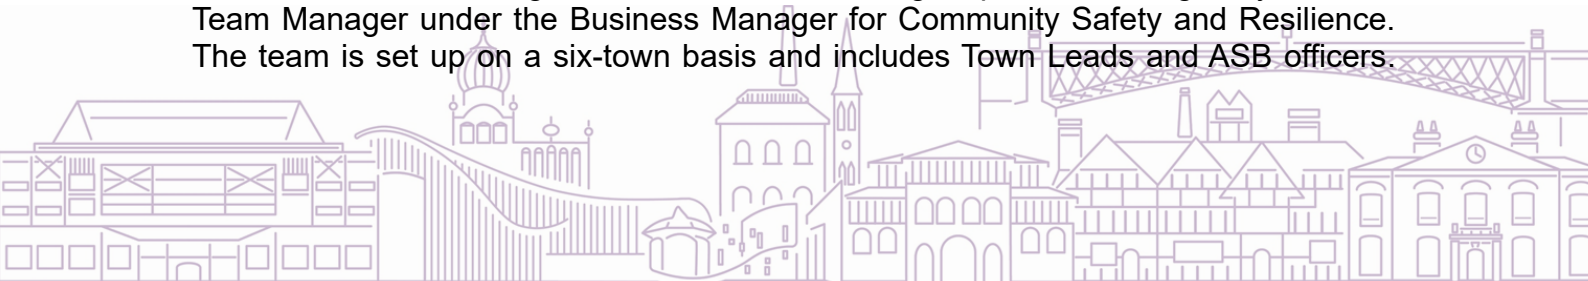 Team Manager under the Business Manager for Community Safety and Resilience.
The team is set up on a six-town basis and includes Town Leads and ASB officers.